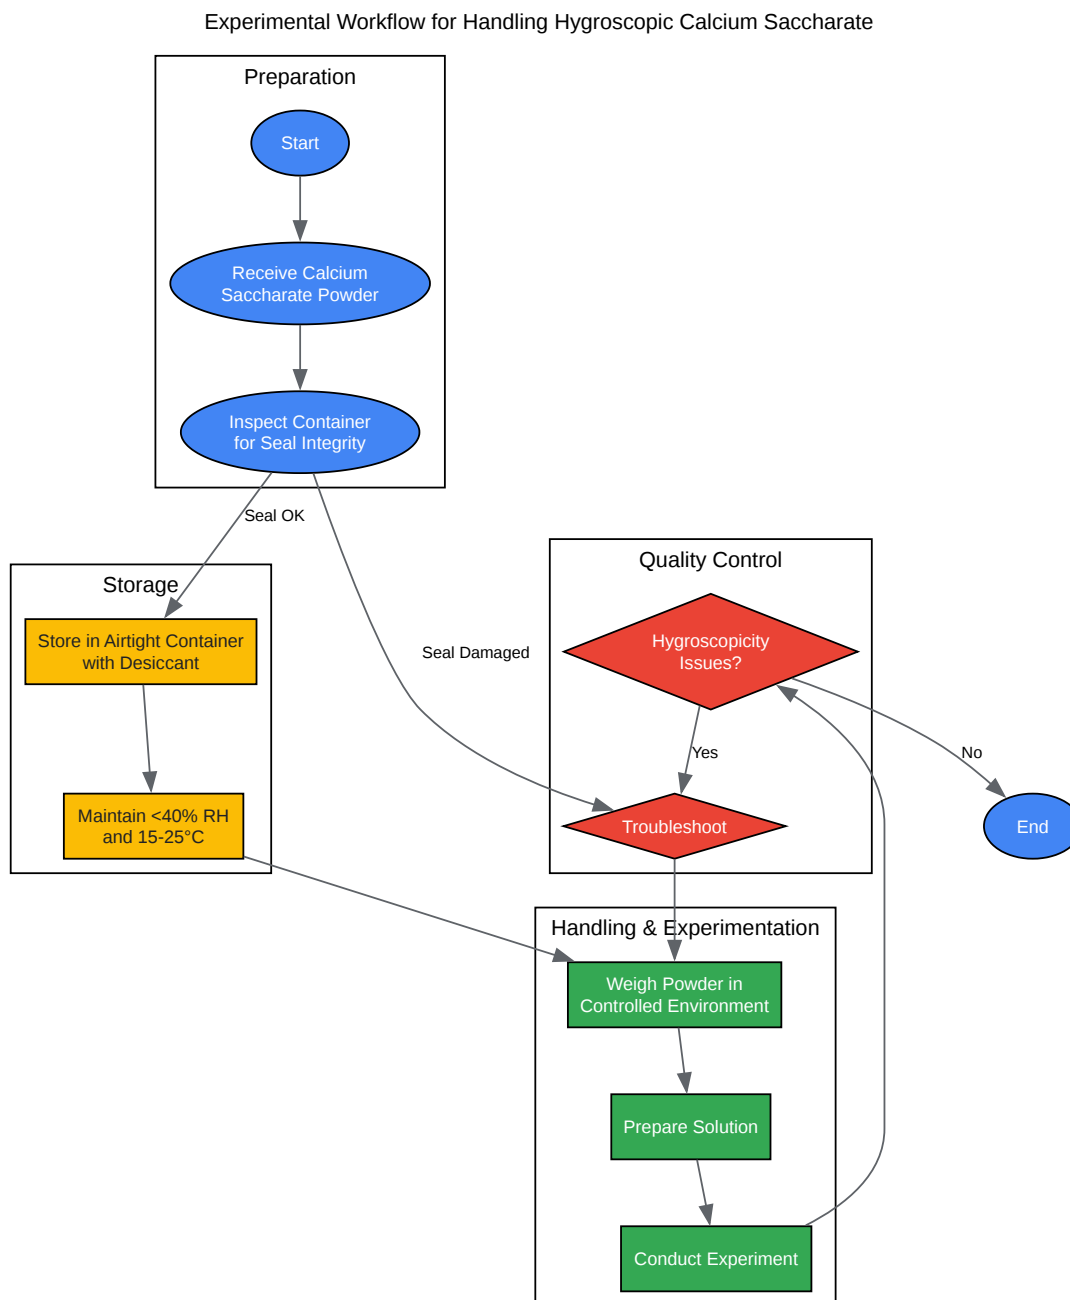 Experimental Workflow for Handling Hygroscopic Calcium Saccharate
Preparation
Start
Receive Calcium
Saccharate Powder
Inspect Container
for Seal Integrity
Seal OK
Seal Damaged
Storage
Store in Airtight Container
with Desiccant
Maintain <40% RH
and 15-25°C
Quality Control
Hygroscopicity
Issues?
Yes
No
Troubleshoot
End
Handling & Experimentation
Weigh Powder in
Controlled Environment
Prepare Solution
Conduct Experiment